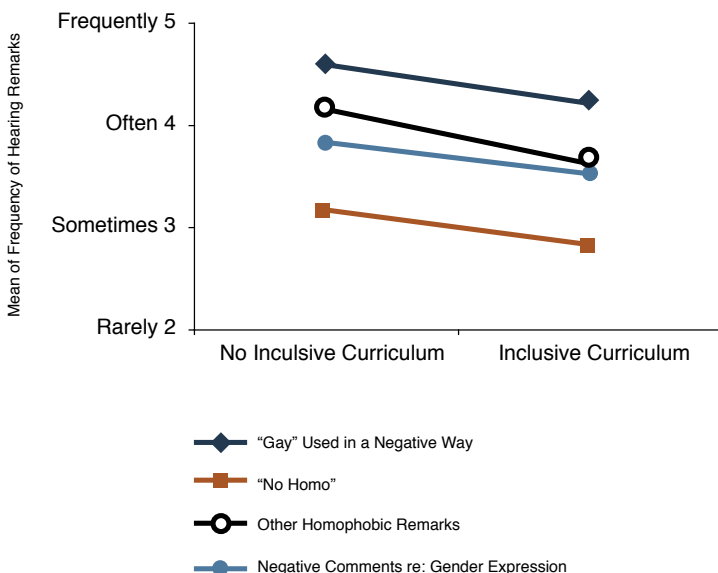 Frequently 5
Often 4
Sometimes 3
Rarely 2
Mean of Frequency of Hearing Remarks
No Inculsive Curriculum
Inclusive Curriculum
“Gay” Used in a Negative Way
“No Homo”
Other Homophobic Remarks
Negative Comments re: Gender Expression